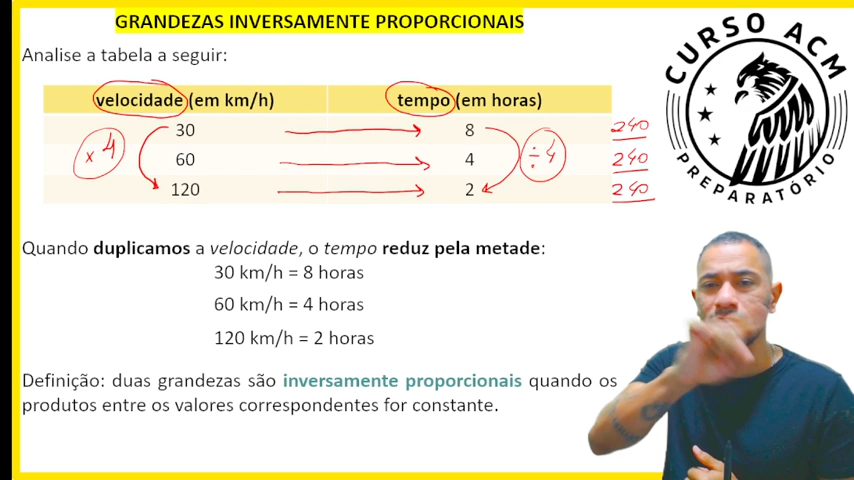 GRANDEZAS INVERSAMENTE PROPORCIONAIS
Analise a tabela a seguir:
velocidade (em km/h) tempo (em horas)
30 8 240
x 4 60 4 ÷4 240
120 2 240
Quando duplicamos a velocidade, o tempo reduz pela metade:
30 km/h = 8 horas
60 km/h = 4 horas
120 km/h = 2 horas
Definição: duas grandezas são inversamente proporcionais quando os
produtos entre os valores correspondentes for constante.
CURSO ACM
PREPARATÓRIO